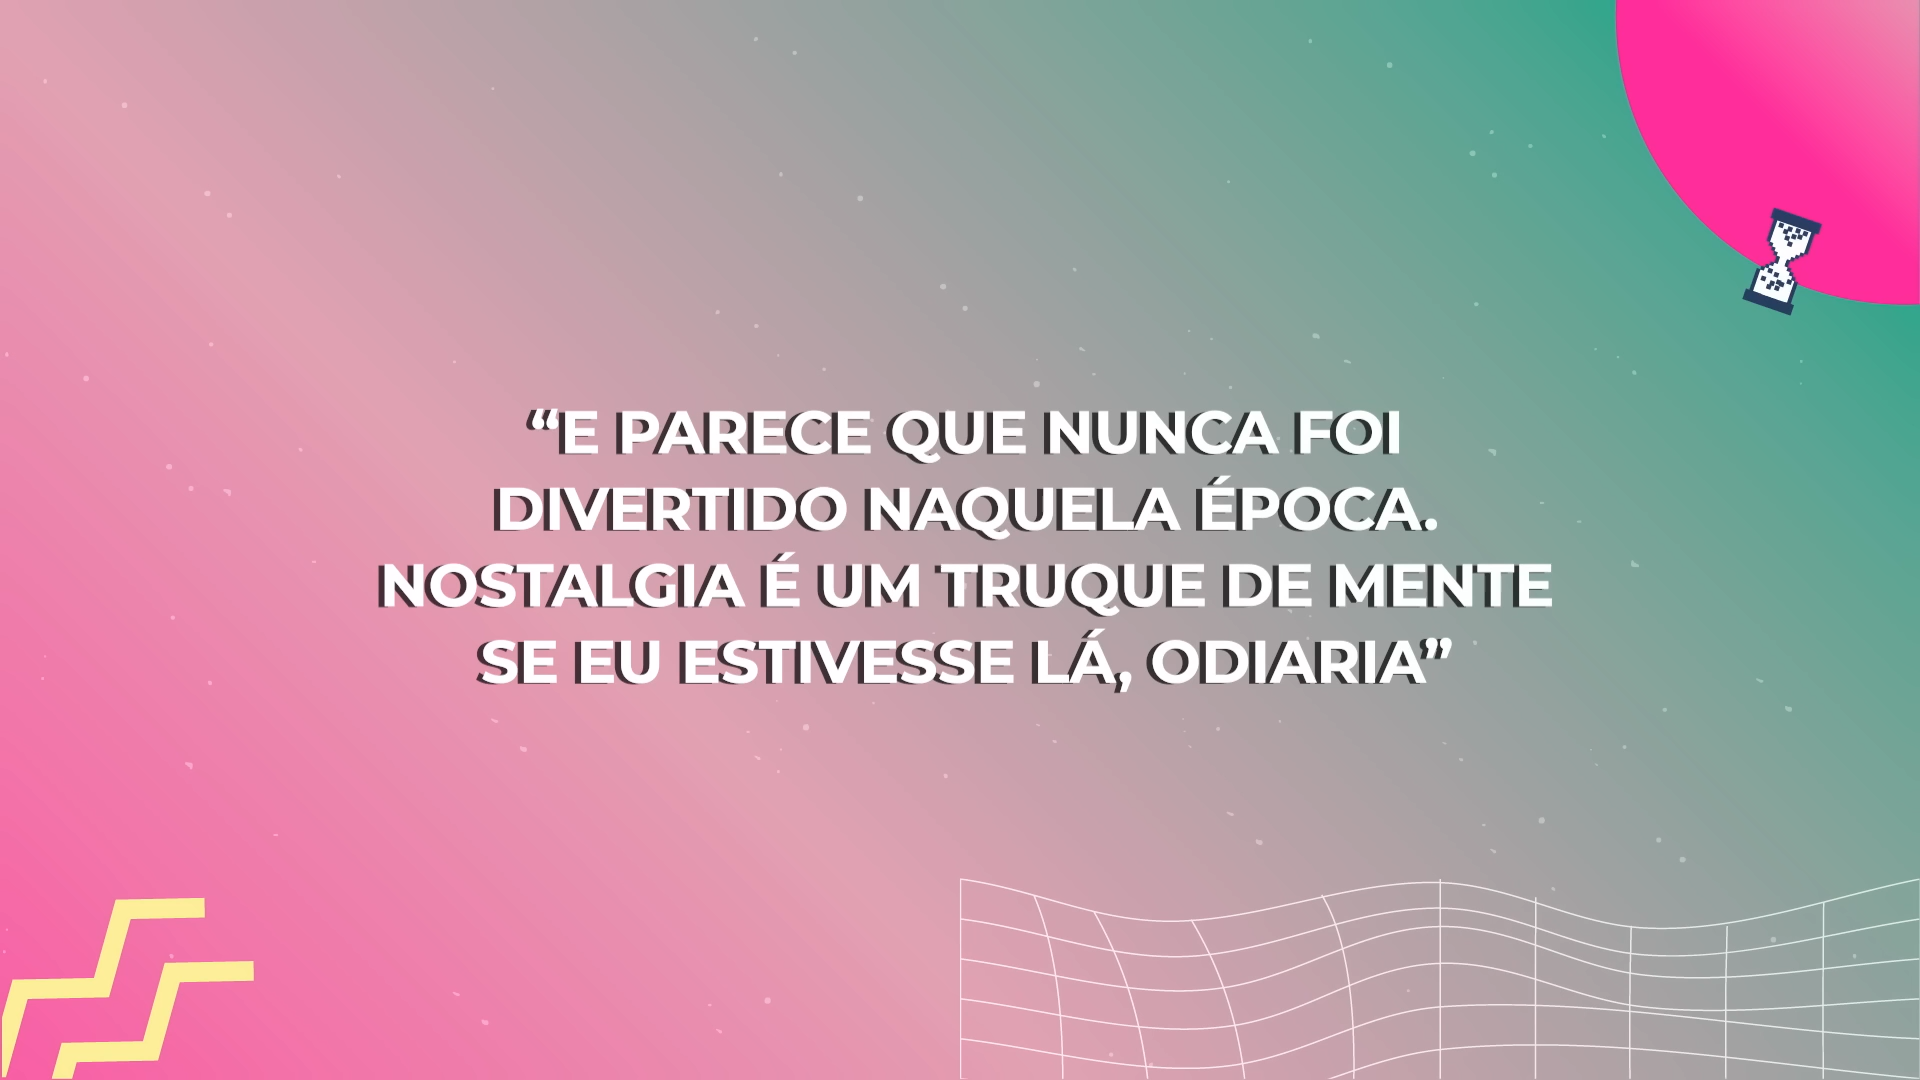 “E PARECE QUE NUNCA FOI
DIVERTIDO NAQUELA ÉPOCA.
NOSTALGIA É UM TRUQUE DE MENTE
SE EU ESTIVESSE LÁ, ODIARIA”